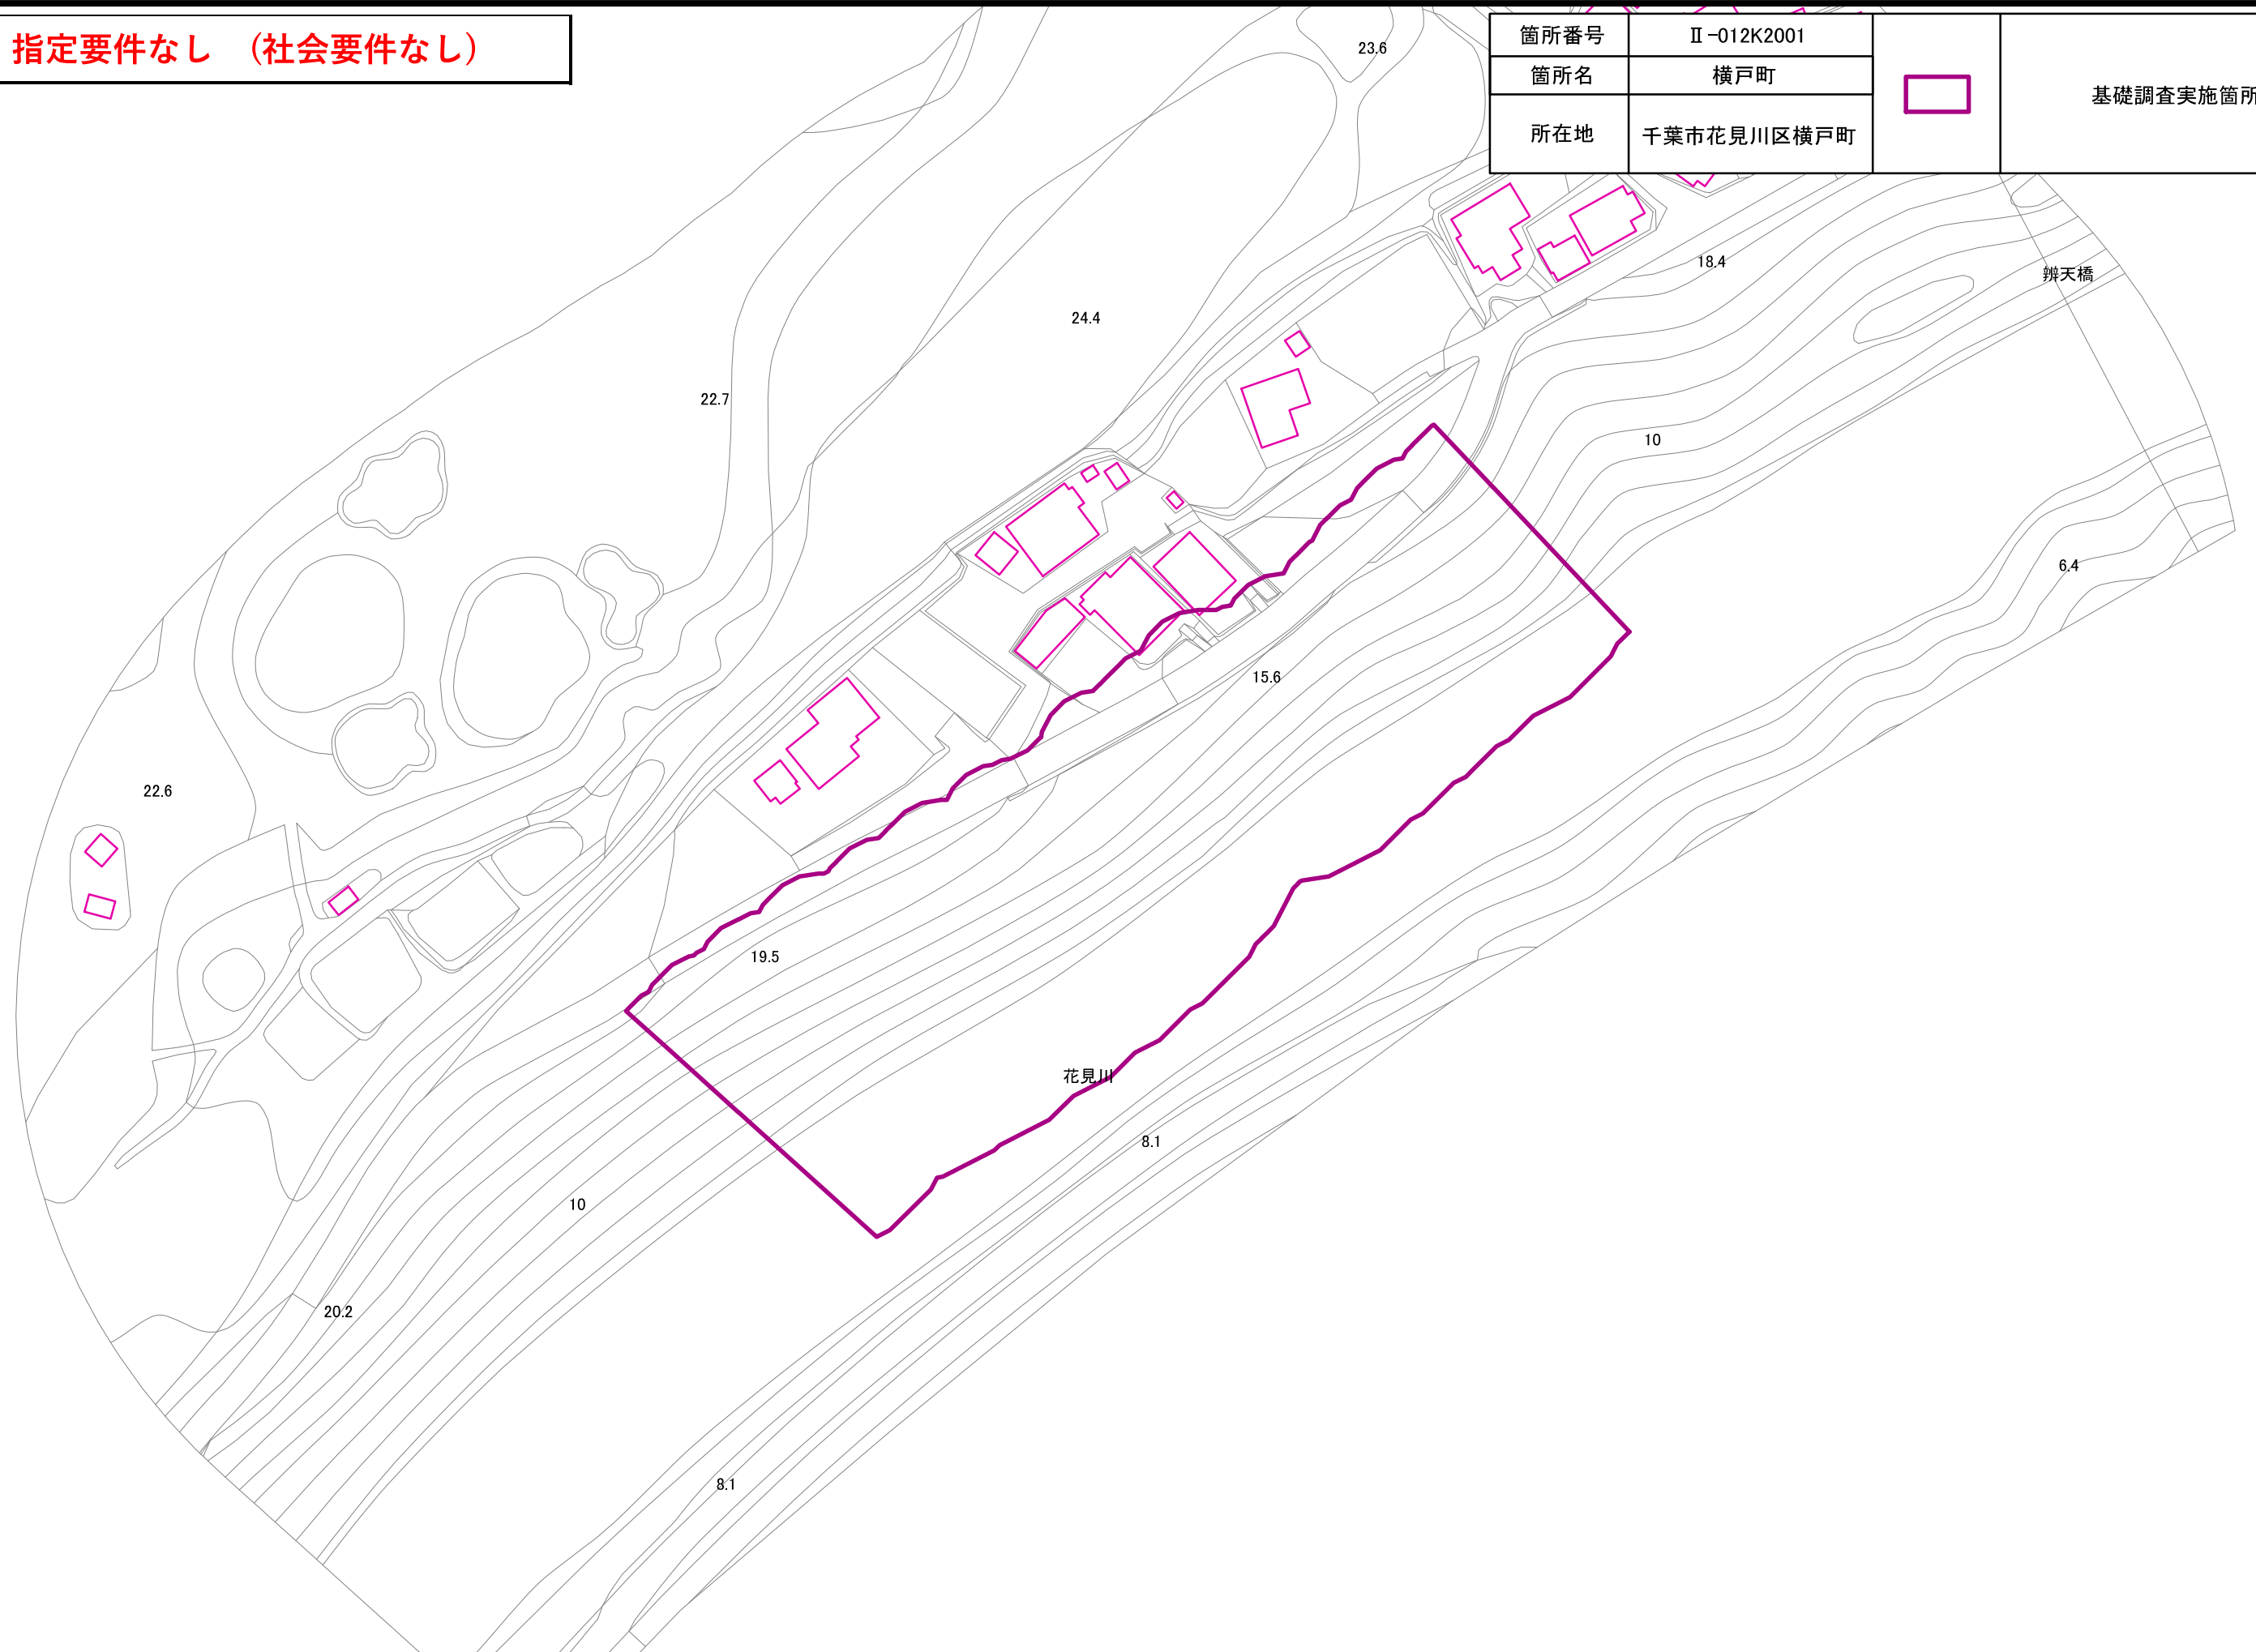 指定要件なし (社会要件なし)
箇所番号 Ⅱ-012K2001
箇所名 横戸町
所在地 千葉市花見川区横戸町
基礎調査実施箇所
23.6
18.4
辨天橋
24.4
22.7
10
6.4
15.6
22.6
19.5
花見川
8.1
10
20.2
8.1